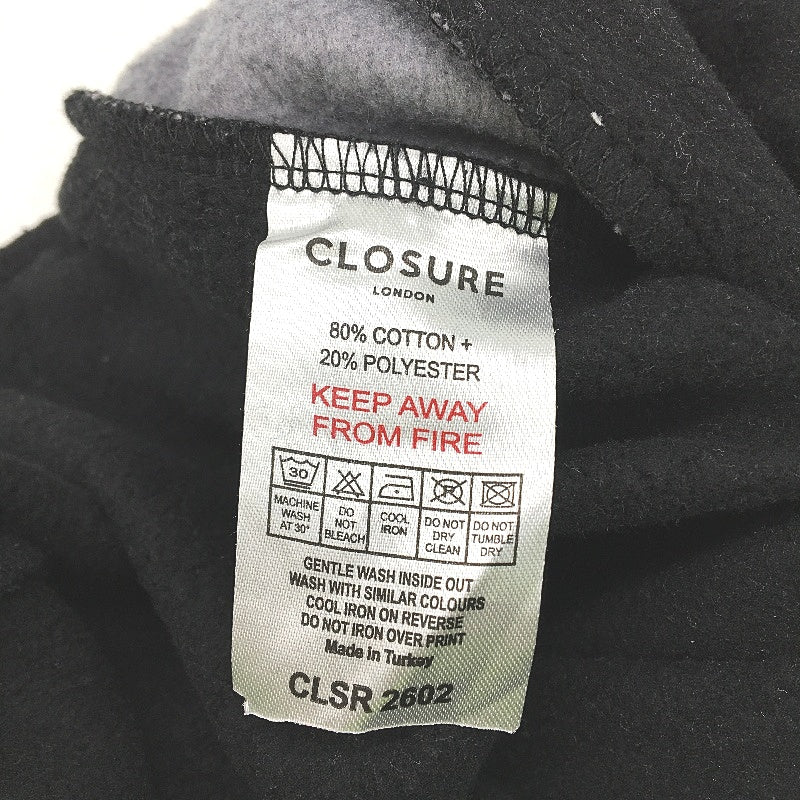 CLOSURE
LONDON
80% COTTON +
20% POLYESTER
KEEP AWAY
FROM FIRE
30
MACHINE
WASH
AT 30°
DO
NOT
BLEACH
COOL
IRON
P
DO NOT
DRY
CLEAN
DO NOT
TUMBLE
DRY
GENTLE WASH INSIDE OUT
WASH WITH SIMILAR COLOURS
COOL IRON ON REVERSE
DO NOT IRON OVER PRINT
Made in Turkey
CLSR 2602